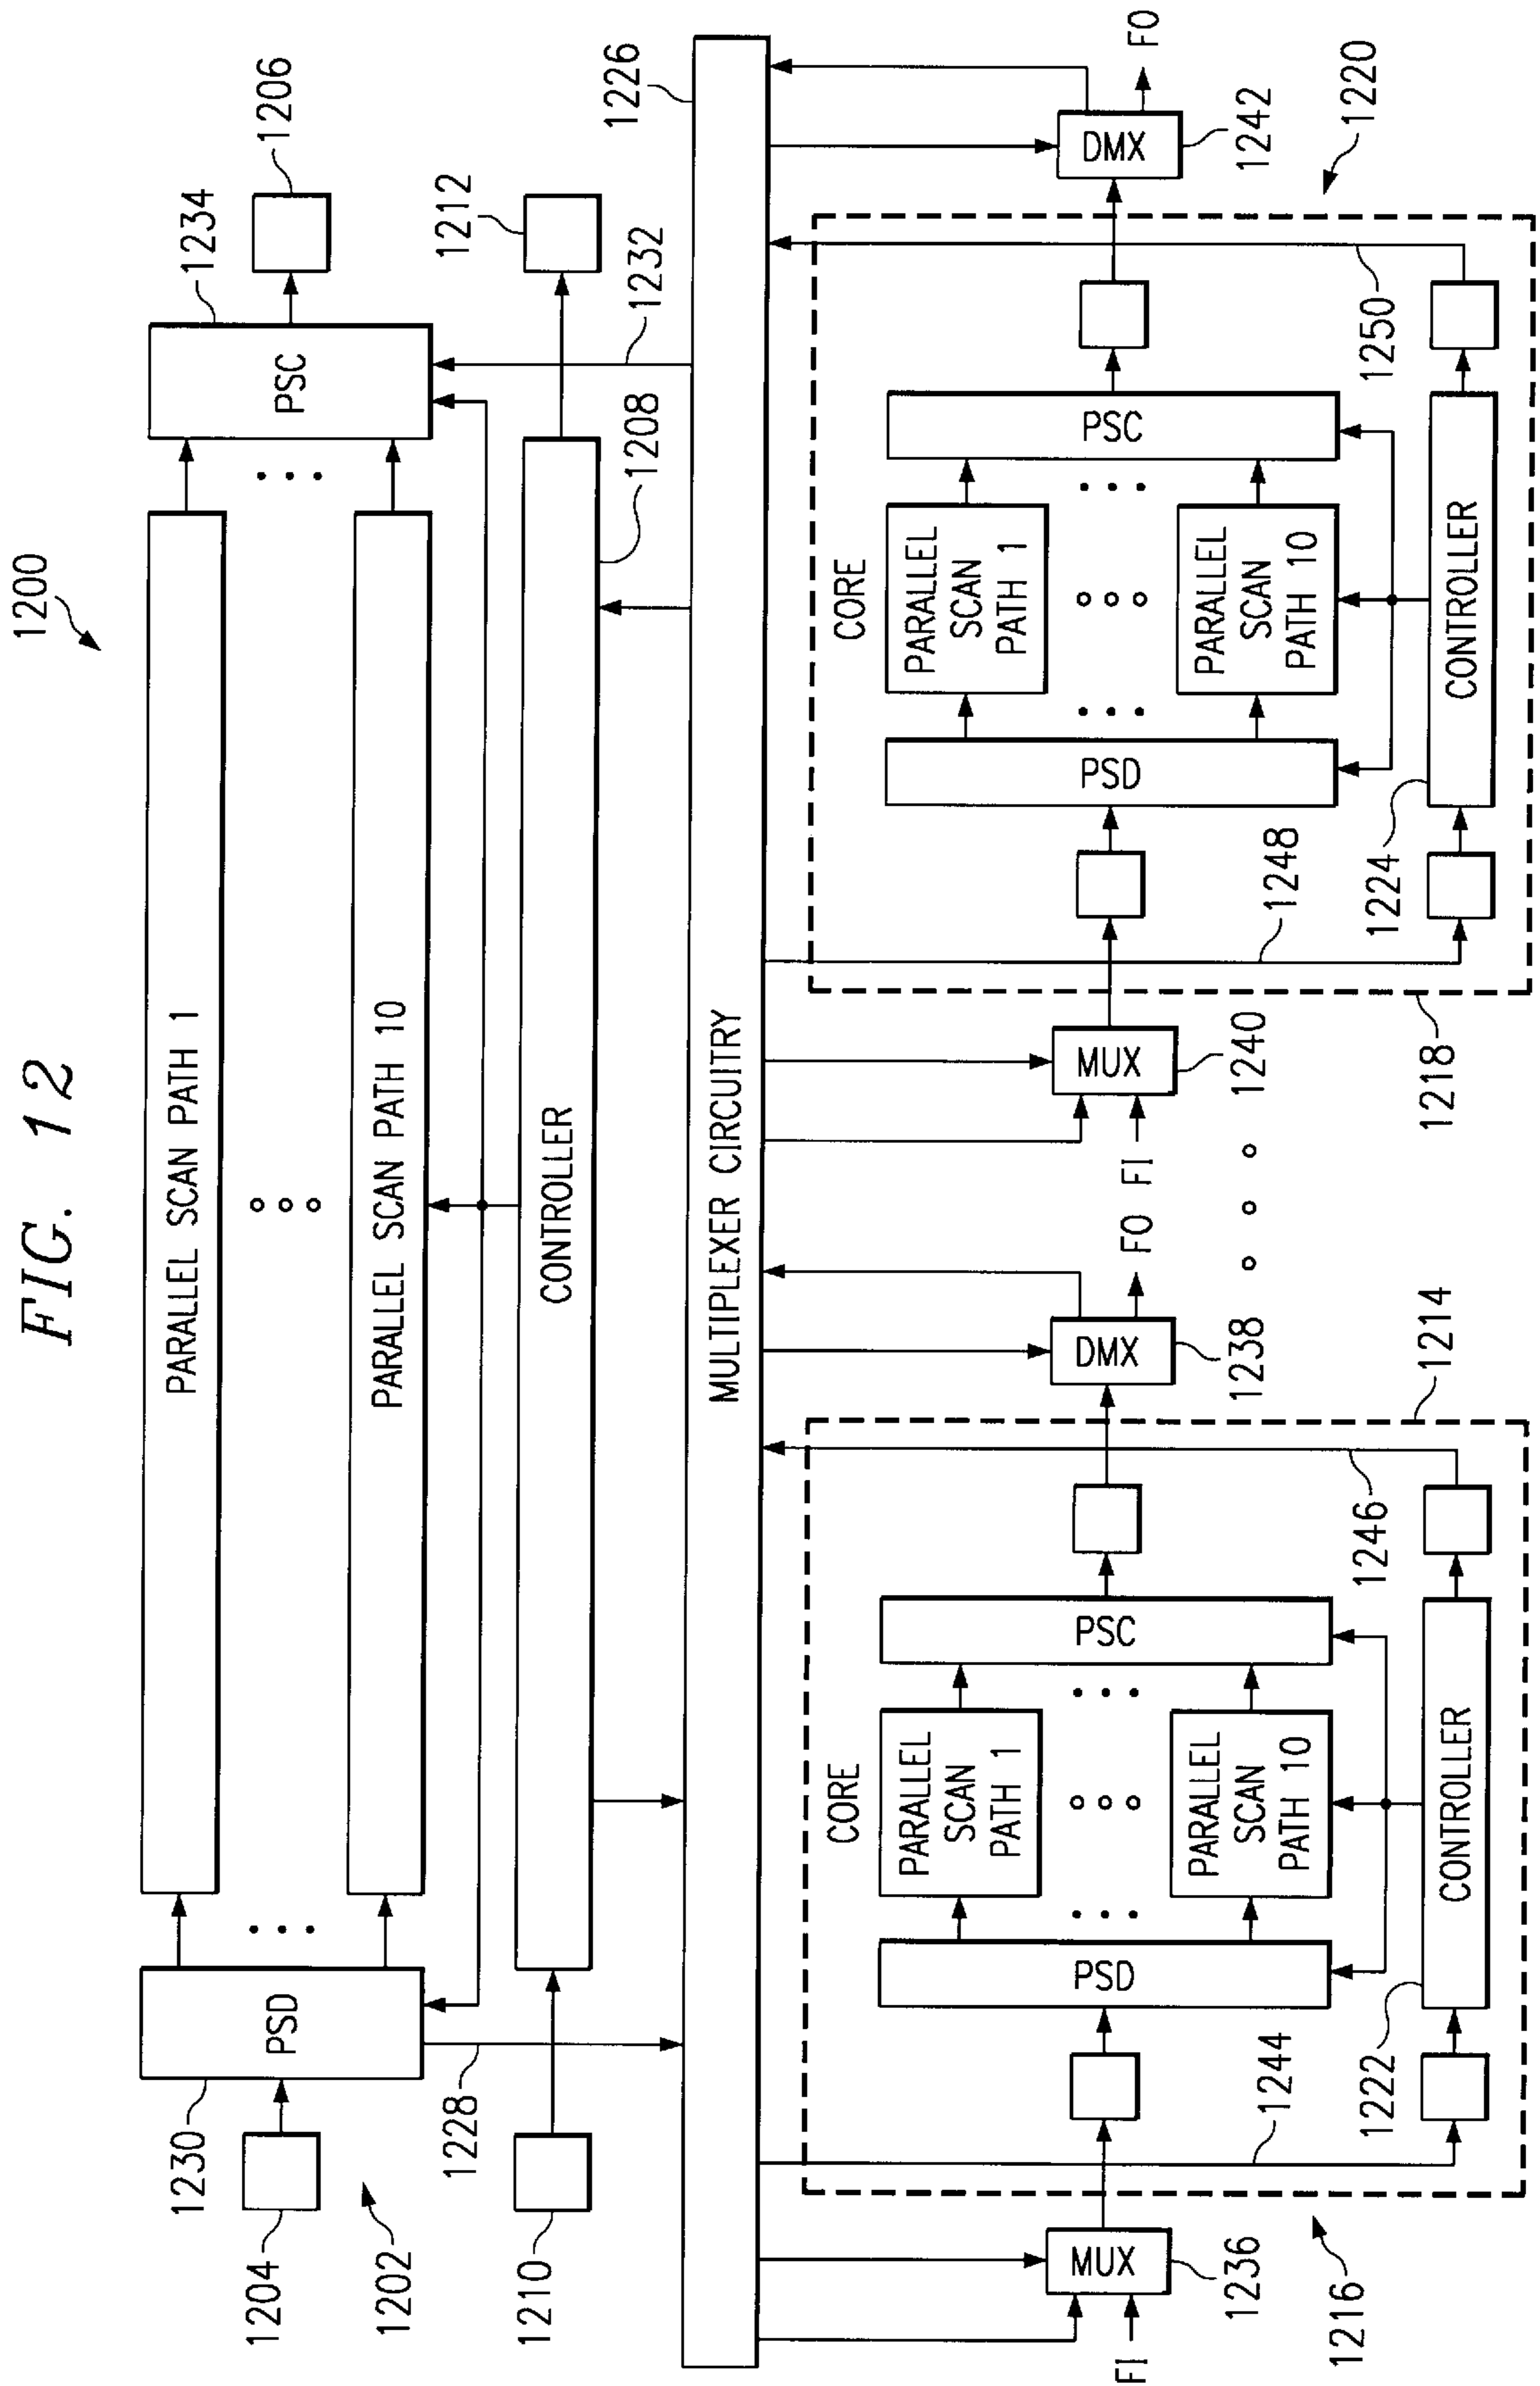 FIG. 12
1200
PARALLEL SCAN PATH 1
PARALLEL SCAN PATH 10
PSD
PSC
1230
1204
1202
1234
1206
1228
1210
CONTROLLER
1208
1212
1232
MULTIPLEXER CIRCUITRY
1226
FI
MUX
1236
1216
CORE
PSD
PARALLEL
SCAN
PATH 1
PARALLEL
SCAN
PATH 10
PSC
1244
1222
CONTROLLER
1246
1214
DMX
1238
FO
FI
MUX
1240
1218
CORE
PSD
PARALLEL
SCAN
PATH 1
PARALLEL
SCAN
PATH 10
PSC
1248
1224
CONTROLLER
1250
DMX
1242
FO
1220